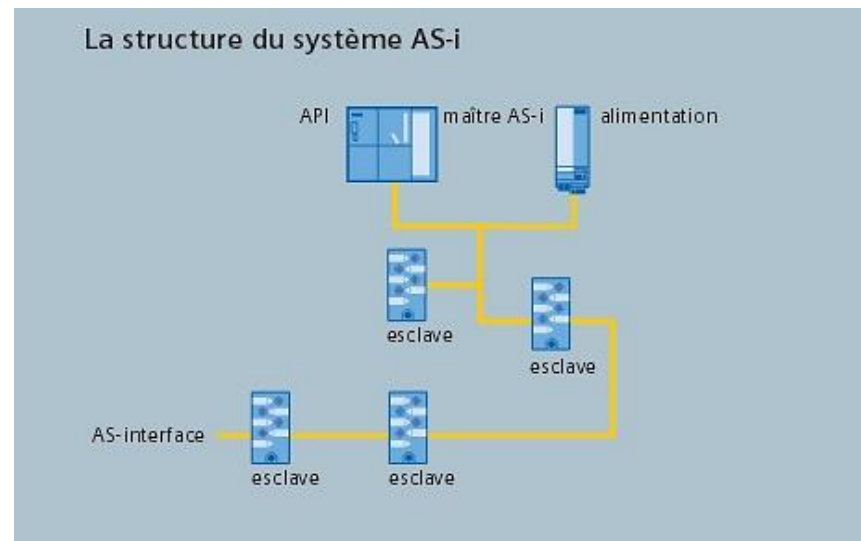 La structure du système AS-i
API
maître AS-i
alimentation
esclave
esclave
AS-interface
esclave
esclave